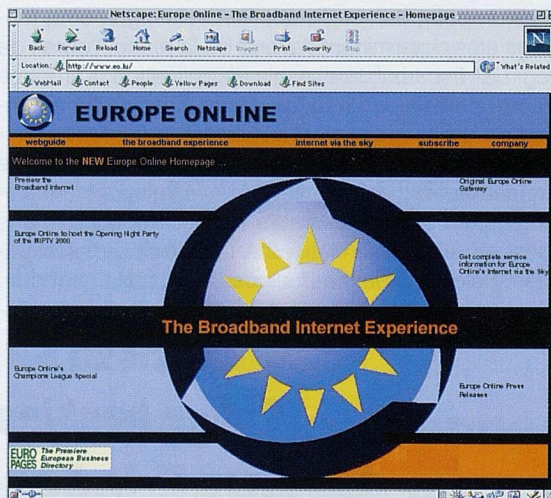 Netscape: Europe Online - The Broadband Internet Experience - Homepage
Back Forward Reload Home Search Netscape Images Print Security Stop
N
Location: http://www.eo.lu/ What's Related
WebMail Contact People Yellow Pages Download Find Sites
EUROPE ONLINE
webguide the broadband experience internet via the sky subscribe company
Welcome to the NEW Europe Online Homepage ...
Preview the
Broadband Internet
Original Europe Online
Gateway
Europe Online to host the Opening Night Party
of the MIPTV 2000
Get complete service
information for Europe
Online's Internet via the Sky
The Broadband Internet Experience
Europe Online's
Champions League Special
Europe Online Press
Releases
EURO
PAGES
The Premiere
European Business
Directory